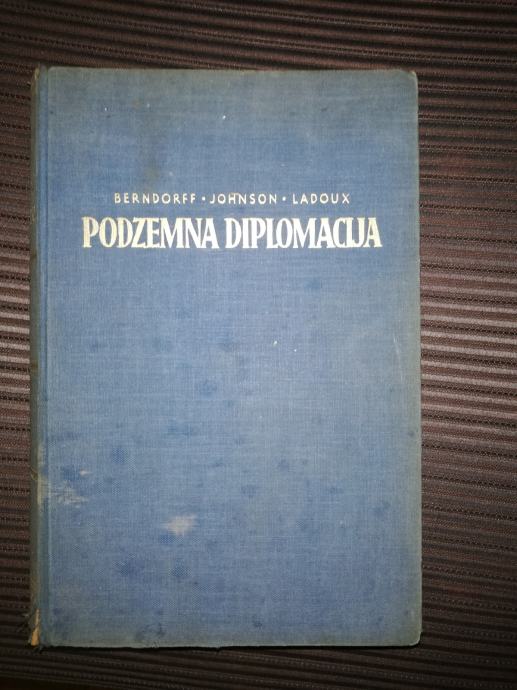 BERNDORFF • JOHNSON • LADOUX
PODZEMNA DIPLOMACIJA